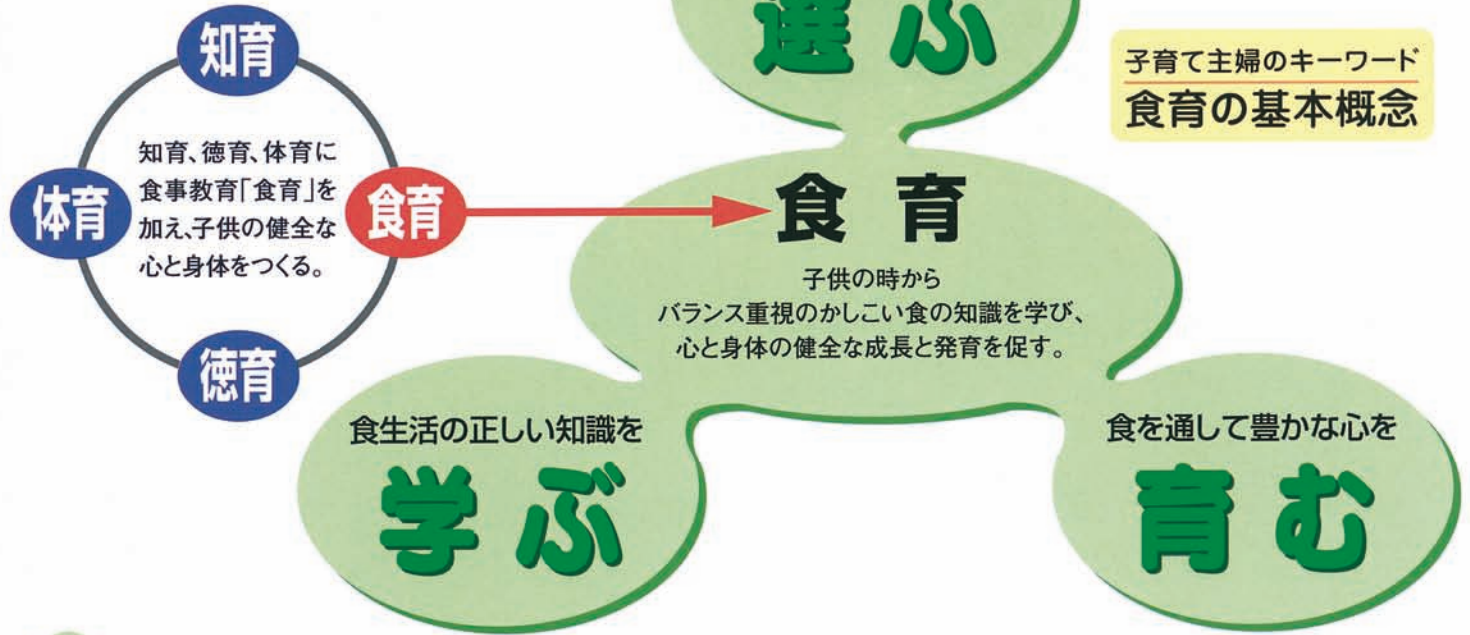 選ぶ
子育て主婦のキーワード
食育の基本概念
知育
知育、徳育、体育に
食事教育「食育」を
加え、子供の健全な
心と身体をつくる。
体育
食育
徳育
食育
子供の時から
バランス重視のかしこい食の知識を学び、
心と身体の健全な成長と発育を促す。
食生活の正しい知識を
学ぶ
食を通して豊かな心を
育む